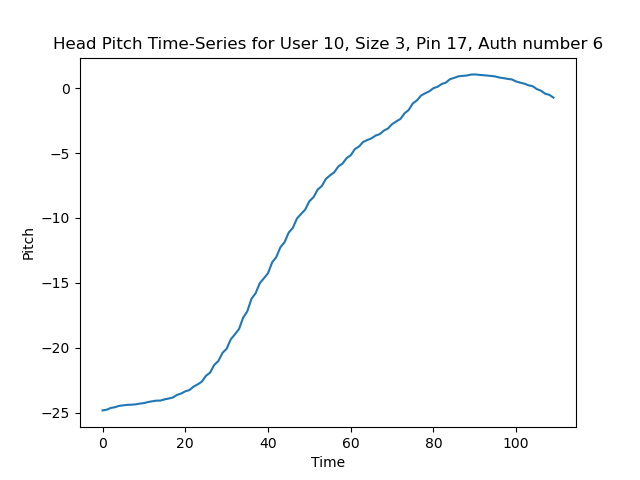 Head Pitch Time-Series for User 10, Size 3, Pin 17, Auth number 6
0
−5
−10
−15
−20
−25
Pitch
0 20 40 60 80 100
Time